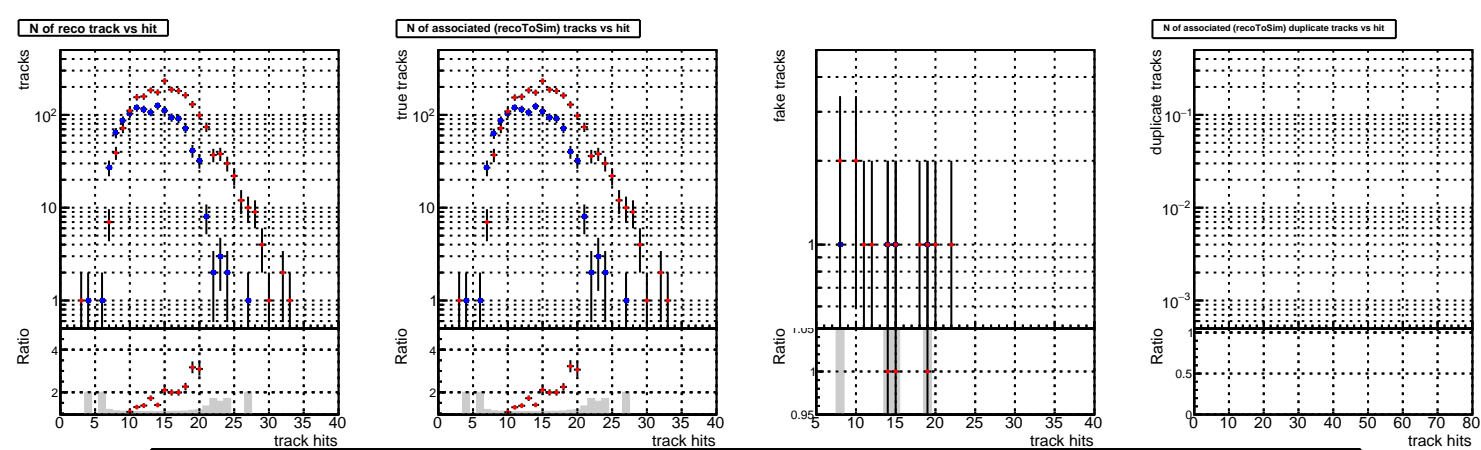 N of reco track vs hit
tracks
10²
10
1
Ratio
4
2
0 5 10 15 20 25 30 35 40
track hits
N of associated (recoToSim) tracks vs hit
true tracks
10²
10
1
Ratio
4
2
0 5 10 15 20 25 30 35 40
track hits
fake tracks
1
Ratio
1.05
1
0.95
5 10 15 20 25 30 35 40
track hits
N of associated (recoToSim) duplicate tracks vs hit
duplicate tracks
10⁻¹
10⁻²
10⁻³
Ratio
1
0.5
0
0 10 20 30 40 50 60 70 80
track hits